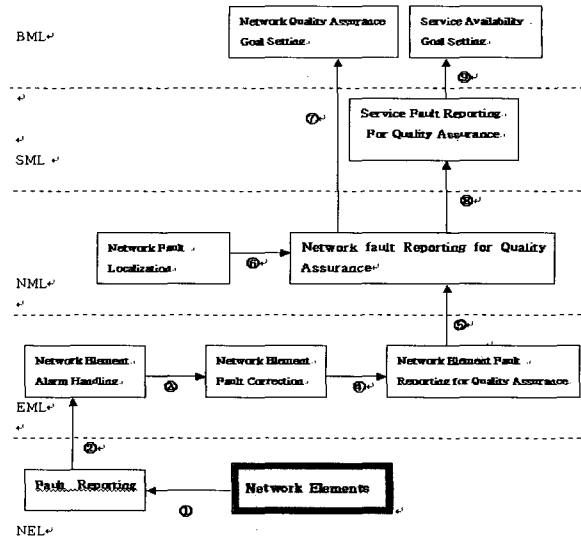 BML
Network Quality Assurance
Goal Setting
Service Availability
Goal Setting
⑦
⑨
SML
Service Fault Reporting
For Quality Assurance
⑧
Network Fault
Localization
⑥
Network fault Reporting for Quality
Assurance
NML
⑤
Network Element
Alarm Handling
③
Network Element
Fault Correction
④
Network Element Fault
Reporting for Quality Assurance
EML
②
Fault Reporting
①
Network Elements
NEL